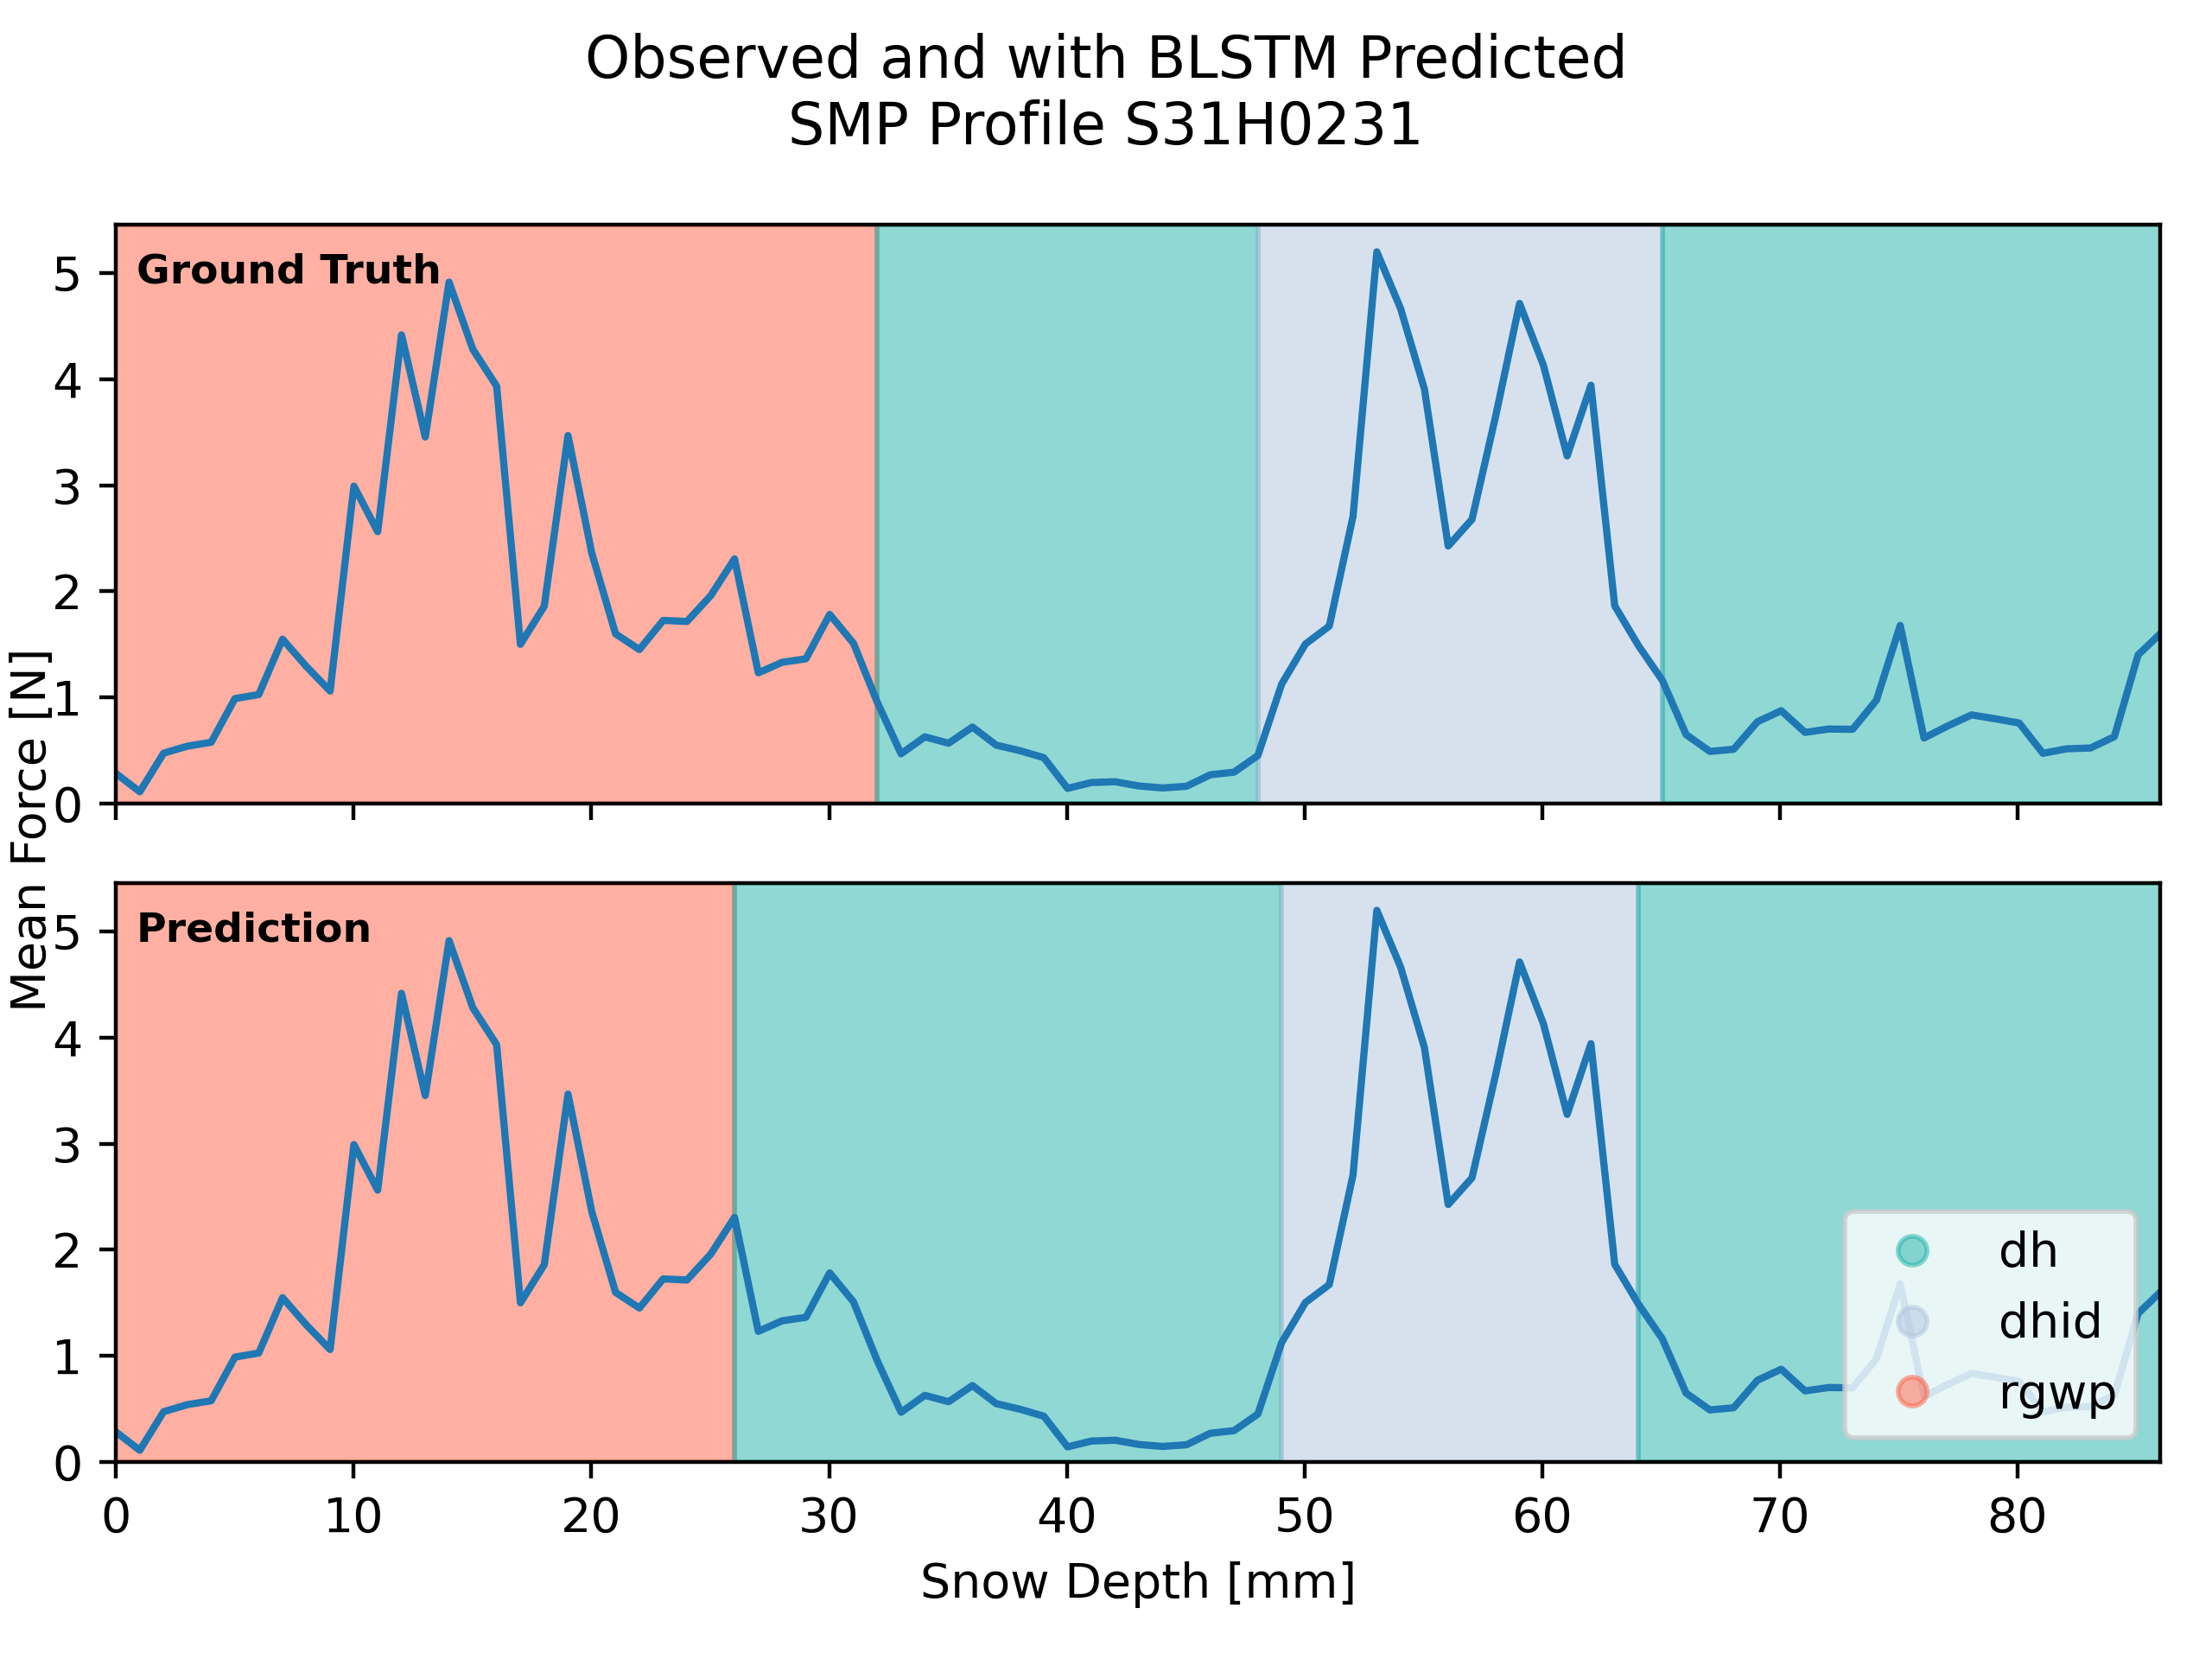 Observed and with BLSTM Predicted
SMP Profile S31H0231
Ground Truth
5
4
3
2
1
0
Mean Force [N]
Prediction
5
4
3
2
1
0
dh
dhid
rgwp
0 10 20 30 40 50 60 70 80
Snow Depth [mm]